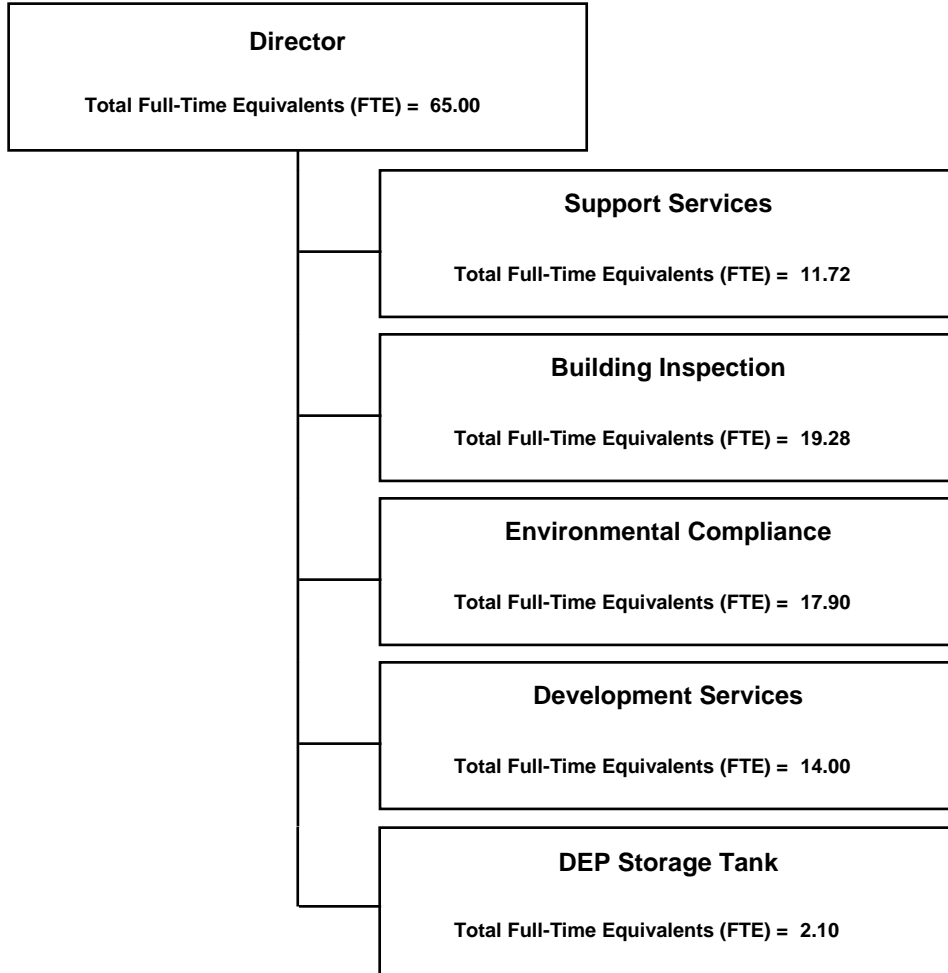 Director
Total Full-Time Equivalents (FTE) = 65.00
Support Services
Total Full-Time Equivalents (FTE) = 11.72
Building Inspection
Total Full-Time Equivalents (FTE) = 19.28
Environmental Compliance
Total Full-Time Equivalents (FTE) = 17.90
Development Services
Total Full-Time Equivalents (FTE) = 14.00
DEP Storage Tank
Total Full-Time Equivalents (FTE) = 2.10